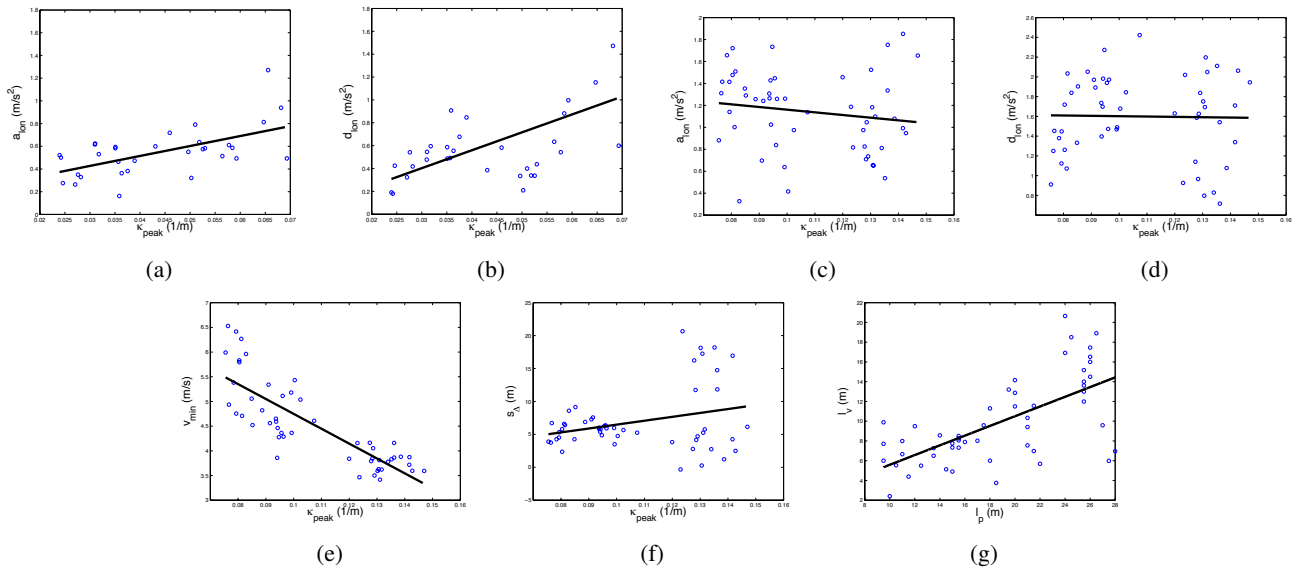 1.8
1.6
1.4
1.2
1
0.8
0.6
0.4
0.2
0
a_lon (m/s²)
0.02 0.025 0.03 0.035 0.04 0.045 0.05 0.055 0.06 0.065 0.07
κ_peak (1/m)
(a)
1.8
1.6
1.4
1.2
1
0.8
0.6
0.4
0.2
0
d_lon (m/s²)
0.02 0.025 0.03 0.035 0.04 0.045 0.05 0.055 0.06 0.065 0.07
κ_peak (1/m)
(b)
2
1.8
1.6
1.4
1.2
1
0.8
0.6
0.4
0.2
a_lon (m/s²)
0.07 0.08 0.09 0.1 0.11 0.12 0.13 0.14 0.15 0.16
κ_peak (1/m)
(c)
2.6
2.4
2.2
2
1.8
1.6
1.4
1.2
1
0.8
0.6
d_lon (m/s²)
0.07 0.08 0.09 0.1 0.11 0.12 0.13 0.14 0.15 0.16
κ_peak (1/m)
(d)
7
6.5
6
5.5
5
4.5
4
3.5
3
v_min (m/s)
0.07 0.08 0.09 0.1 0.11 0.12 0.13 0.14 0.15 0.16
κ_peak (1/m)
(e)
25
20
15
10
5
0
−5
s_Δ (m)
0.07 0.08 0.09 0.1 0.11 0.12 0.13 0.14 0.15 0.16
κ_peak (1/m)
(f)
22
20
18
16
14
12
10
8
6
4
2
l_v (m)
8 10 12 14 16 18 20 22 24 26 28
l_p (m)
(g)